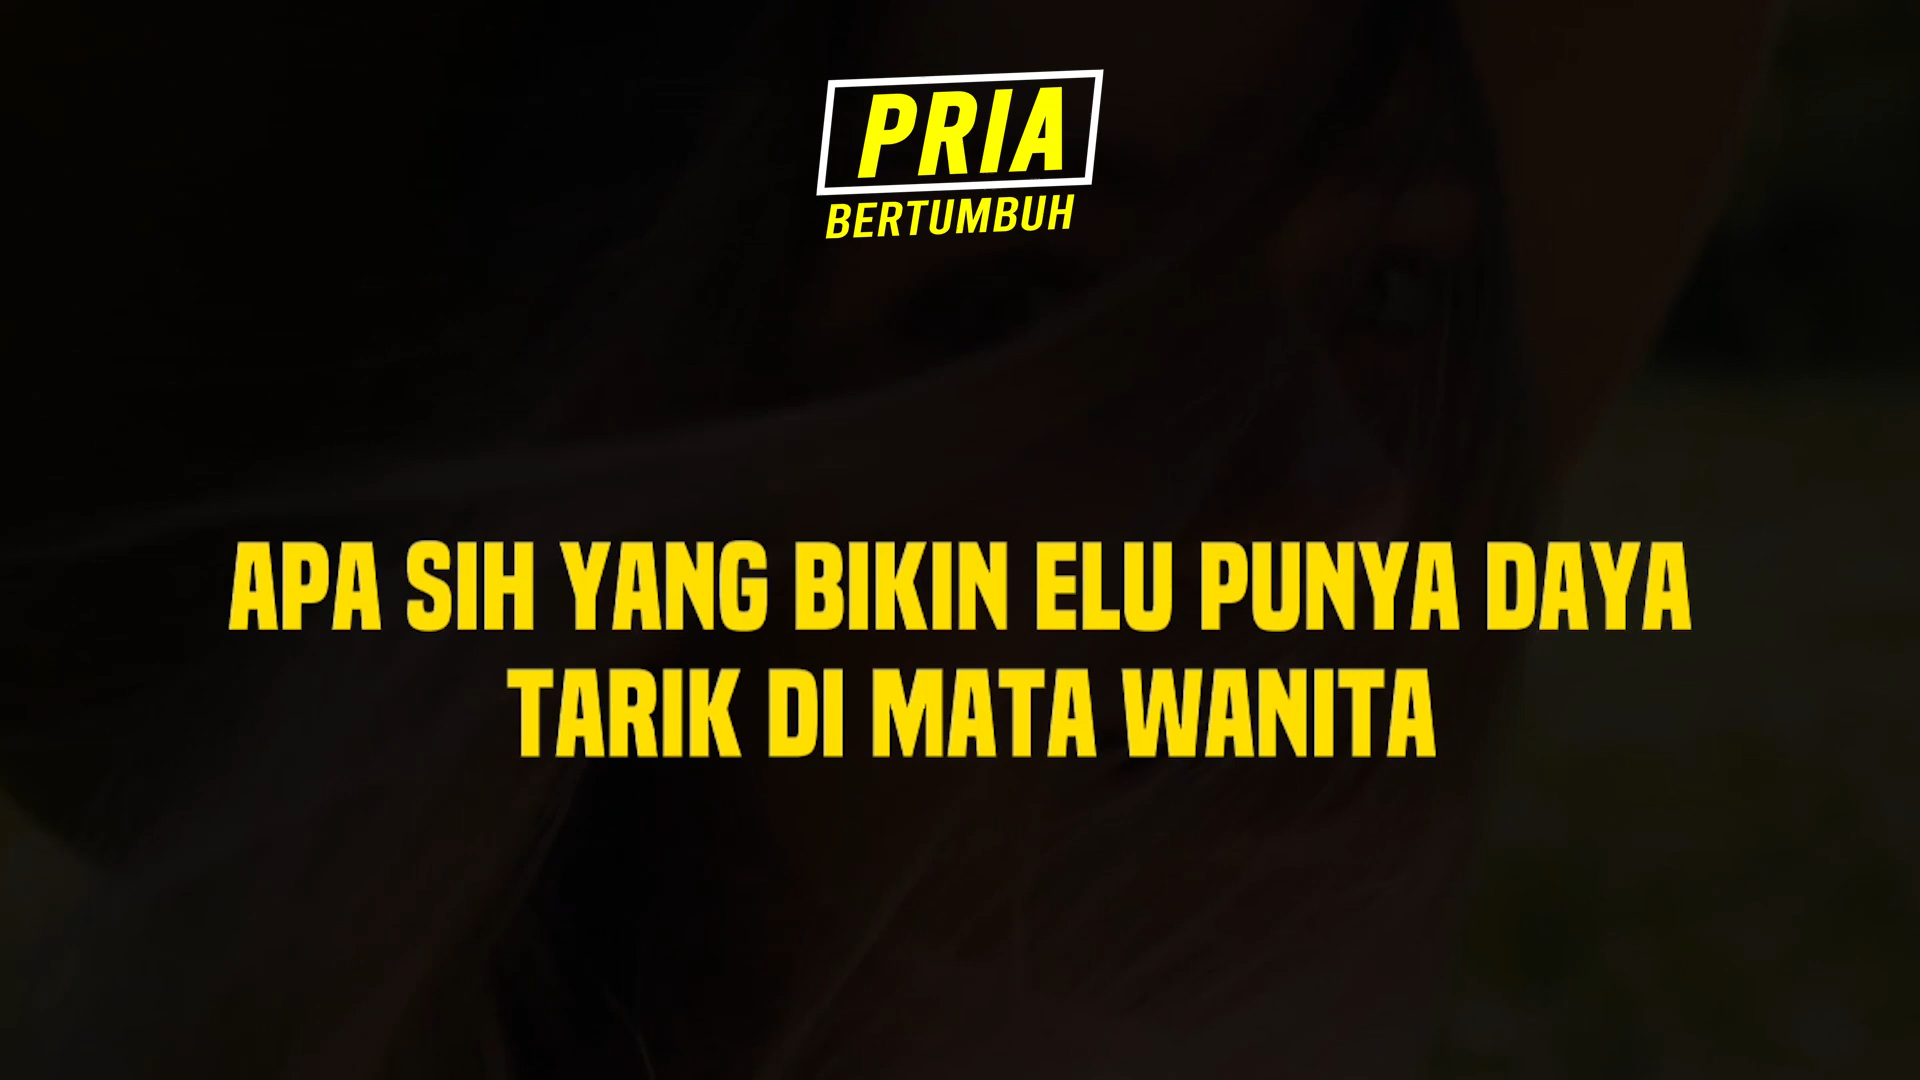 PRIA
BERTUMBUH
APA SIH YANG BIKIN ELU PUNYA DAYA
TARIK DI MATA WANITA